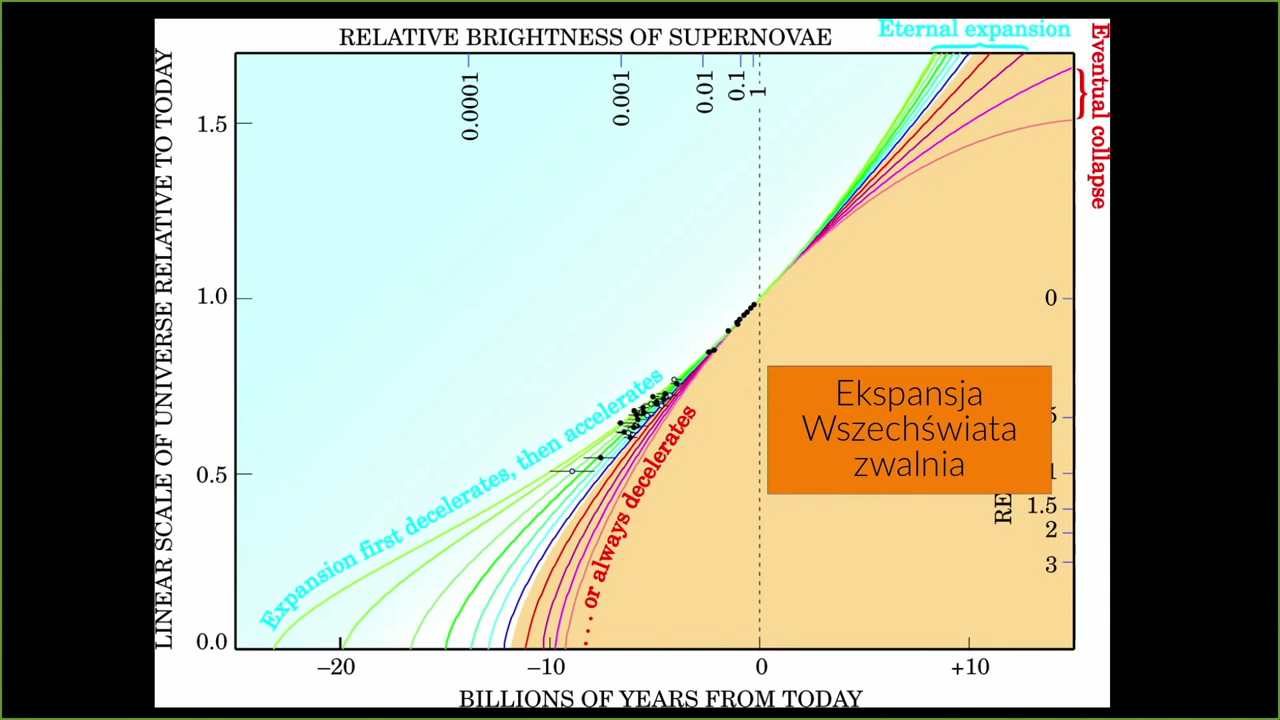 RELATIVE BRIGHTNESS OF SUPERNOVAE
Eternal expansion
Eventual collapse
LINEAR SCALE OF UNIVERSE RELATIVE TO TODAY
0.0001
0.001
0.01
0.1
1
1.5
1.0
0.5
0.0
0
5
1
1.5
2
3
RE
Ekspansja
Wszechświata
zwalnia
Expansion first decelerates, then accelerates
... or always decelerates
–20
–10
0
+10
BILLIONS OF YEARS FROM TODAY